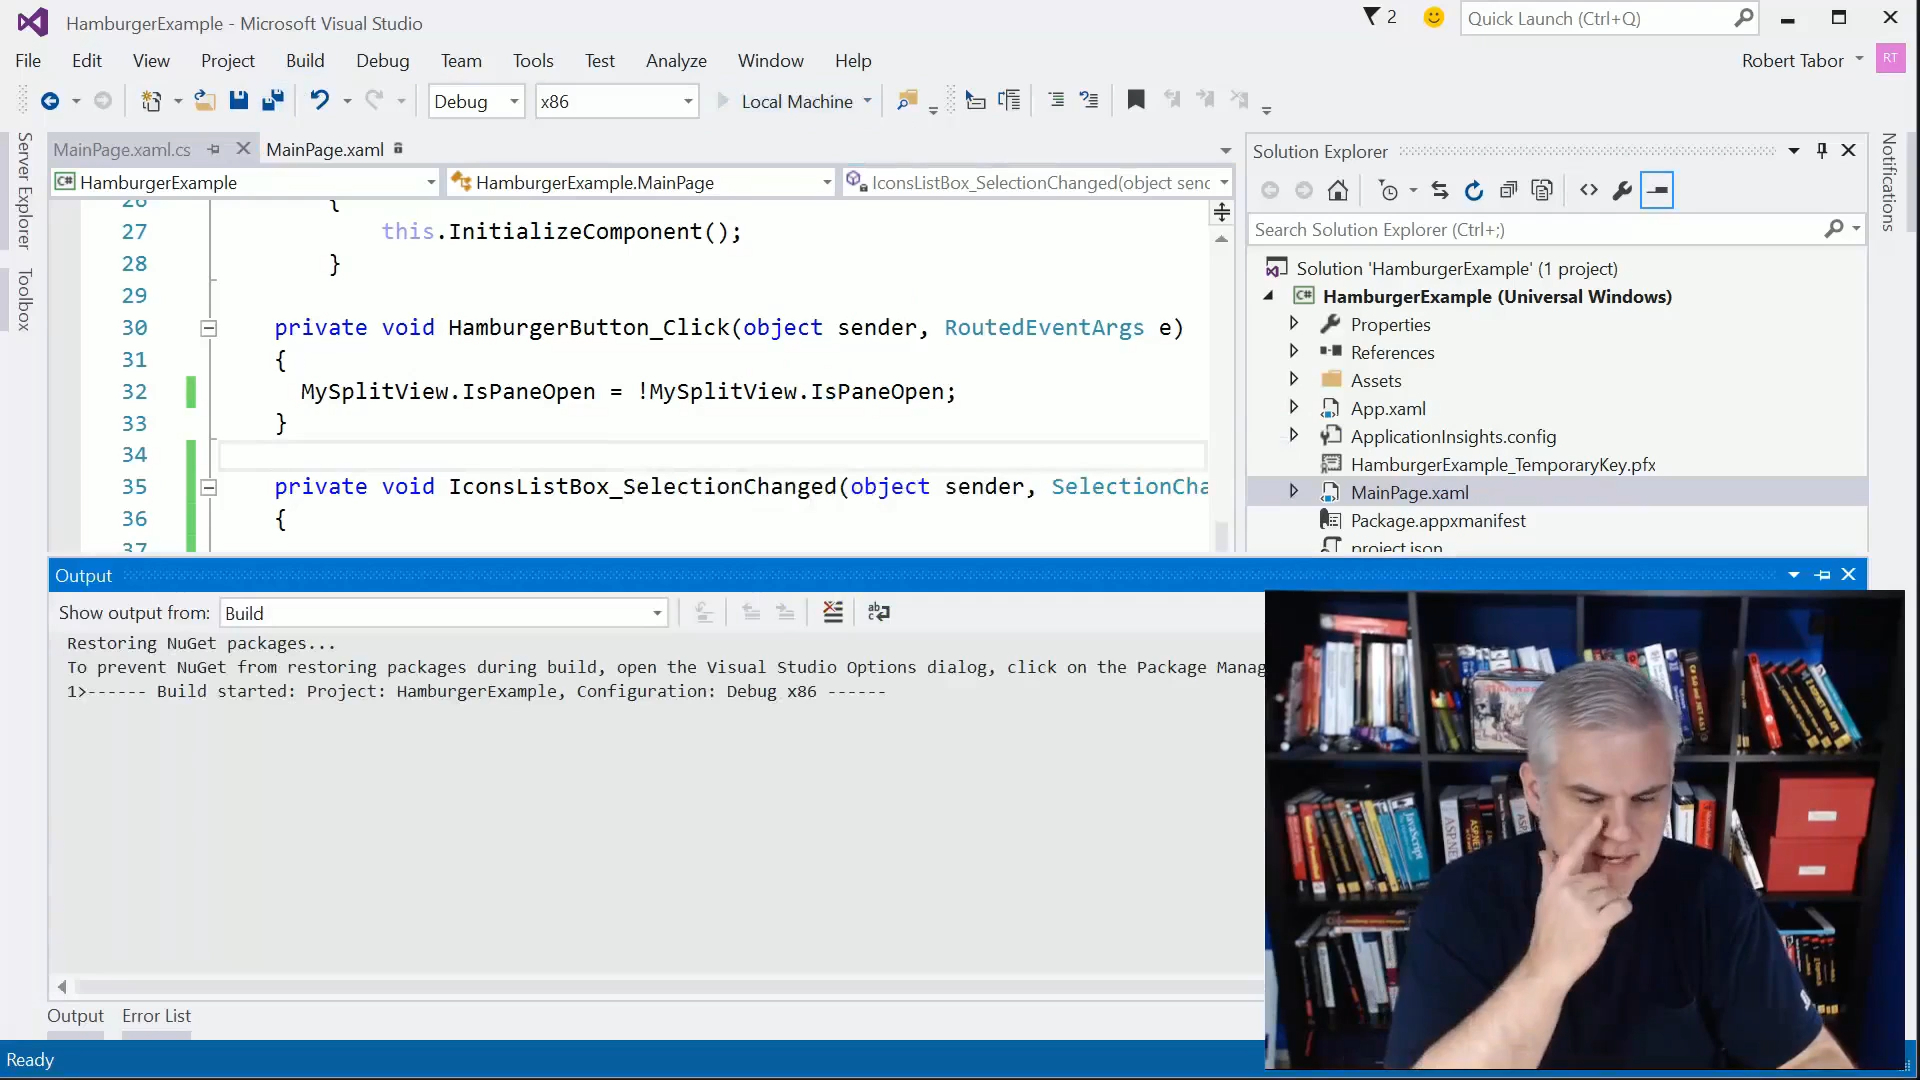 HamburgerExample - Microsoft Visual Studio
2
Quick Launch (Ctrl+Q)
File Edit View Project Build Debug Team Tools Test Analyze Window Help
Robert Tabor
RT
Debug x86 Local Machine
Server Explorer
Toolbox
MainPage.xaml.cs MainPage.xaml
HamburgerExample HamburgerExample.MainPage IconsListBox_SelectionChanged(object senc
26 {
27 this.InitializeComponent();
28 }
29
30 private void HamburgerButton_Click(object sender, RoutedEventArgs e)
31 {
32 MySplitView.IsPaneOpen = !MySplitView.IsPaneOpen;
33 }
34
35 private void IconsListBox_SelectionChanged(object sender, SelectionCha
36 {
37
Solution Explorer
Search Solution Explorer (Ctrl+;)
Solution 'HamburgerExample' (1 project)
C# HamburgerExample (Universal Windows)
Properties
References
Assets
App.xaml
ApplicationInsights.config
HamburgerExample_TemporaryKey.pfx
MainPage.xaml
Package.appxmanifest
project.json
Notifications
Output
Show output from: Build
Restoring NuGet packages...
To prevent NuGet from restoring packages during build, open the Visual Studio Options dialog, click on the Package Manag
1>------ Build started: Project: HamburgerExample, Configuration: Debug x86 ------
JavaScript
ASP.NET
Output Error List
Ready